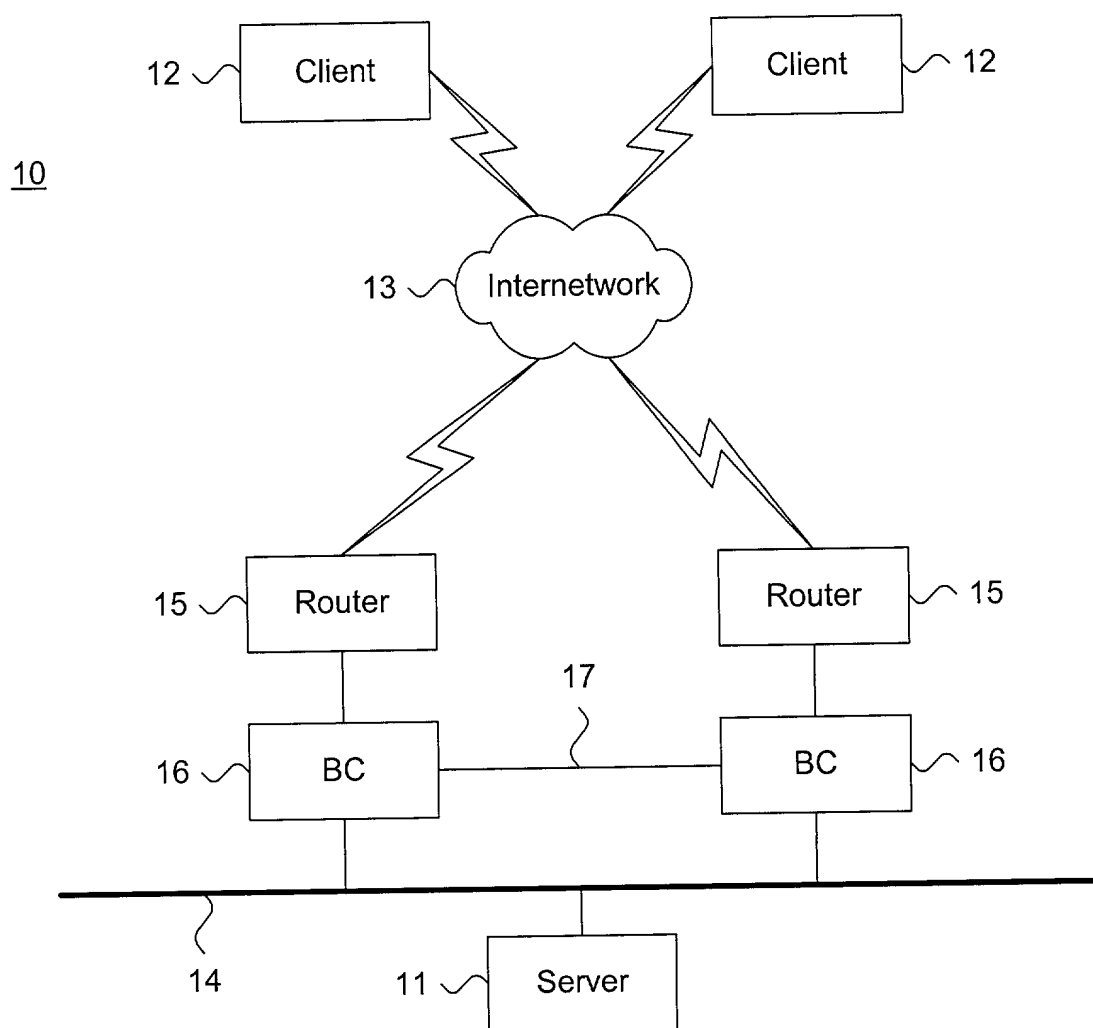 12 Client Client 12
10
13 Internetwork
15 Router Router 15
17
16 BC BC 16
14 11 Server